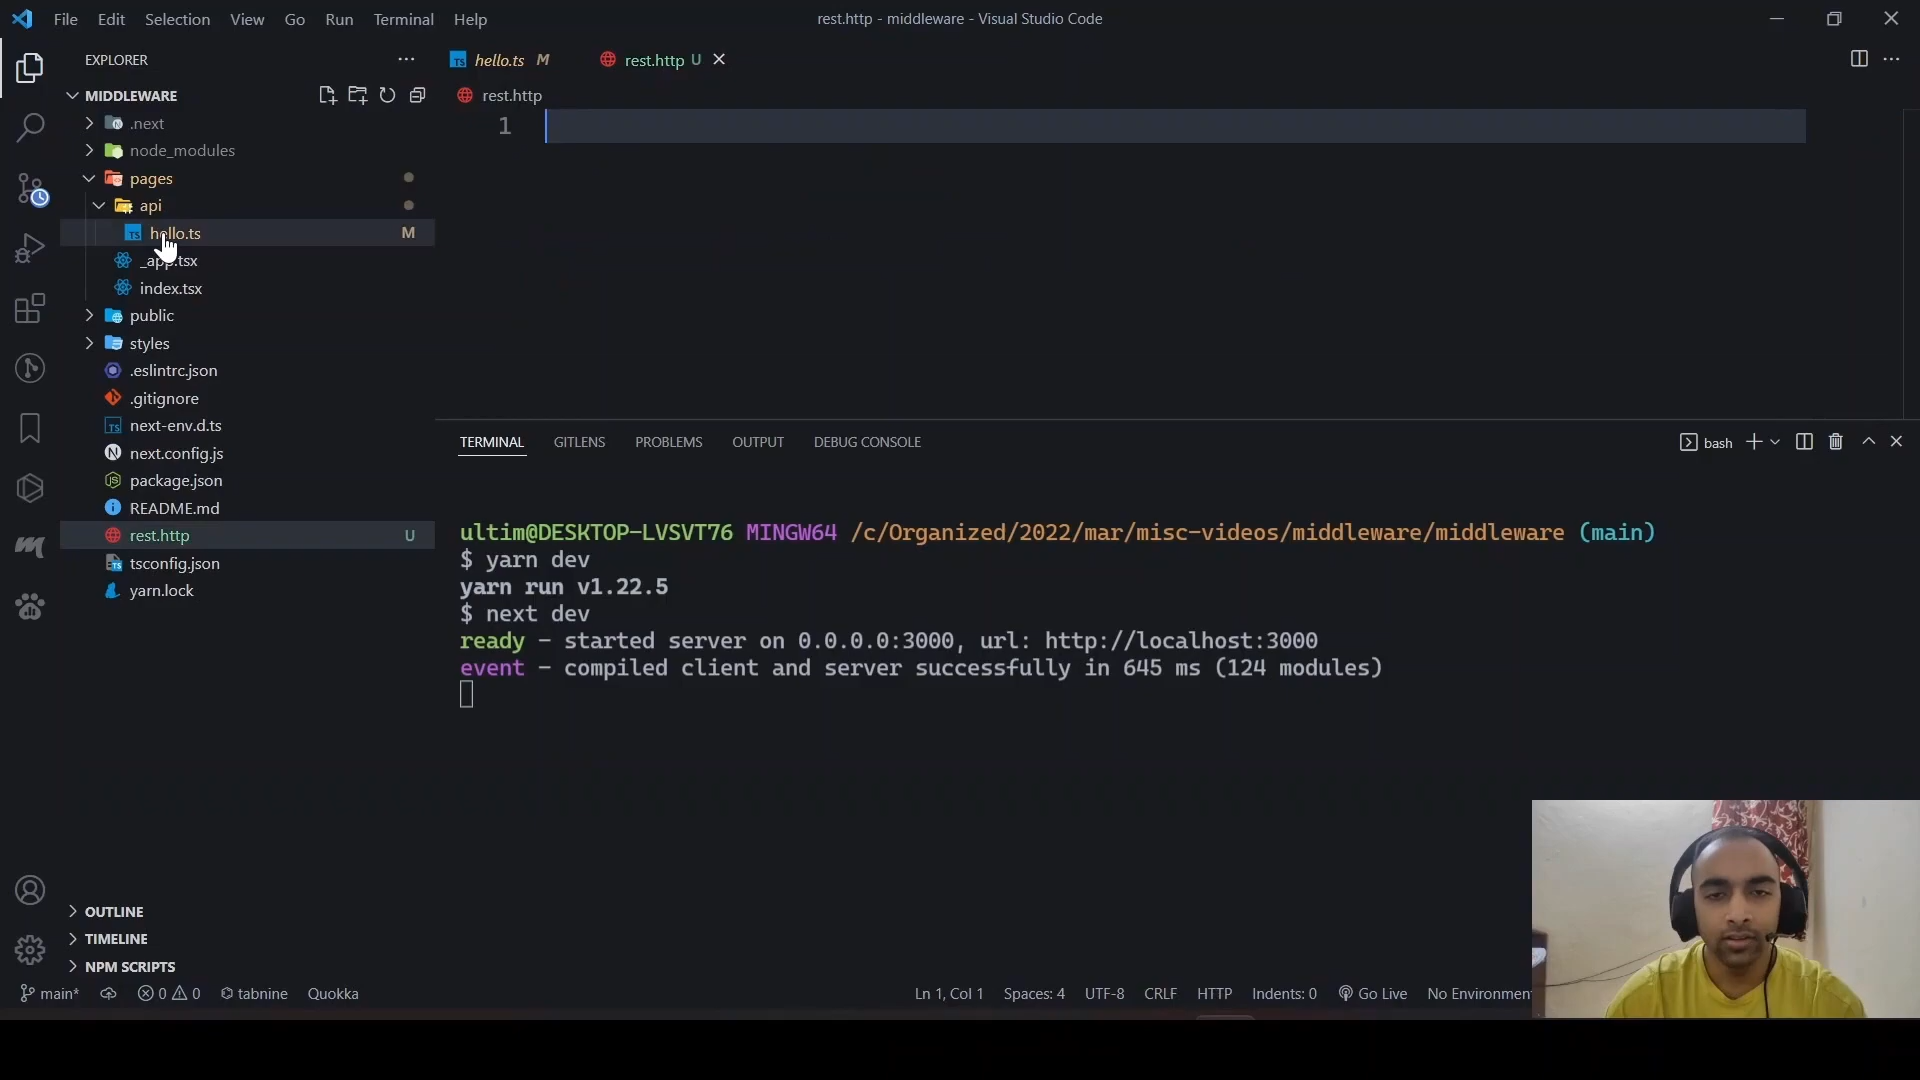 File Edit Selection View Go Run Terminal Help
rest.http - middleware - Visual Studio Code
EXPLORER
MIDDLEWARE
.next
node_modules
pages
api
hello.ts M
_app.tsx
index.tsx
public
styles
.eslintrc.json
.gitignore
next-env.d.ts
next.config.js
package.json
README.md
rest.http U
tsconfig.json
yarn.lock
OUTLINE
TIMELINE
NPM SCRIPTS
hello.ts M rest.http U
rest.http
1
TERMINAL GITLENS PROBLEMS OUTPUT DEBUG CONSOLE
bash
ultim@DESKTOP-LVSVT76 MINGW64 /c/Organized/2022/mar/misc-videos/middleware/middleware (main)
$ yarn dev
yarn run v1.22.5
$ next dev
ready - started server on 0.0.0.0:3000, url: http://localhost:3000
event - compiled client and server successfully in 645 ms (124 modules)
main* 0 0 tabnine Quokka
Ln 1, Col 1 Spaces: 4 UTF-8 CRLF HTTP Indents: 0 Go Live No Environmen